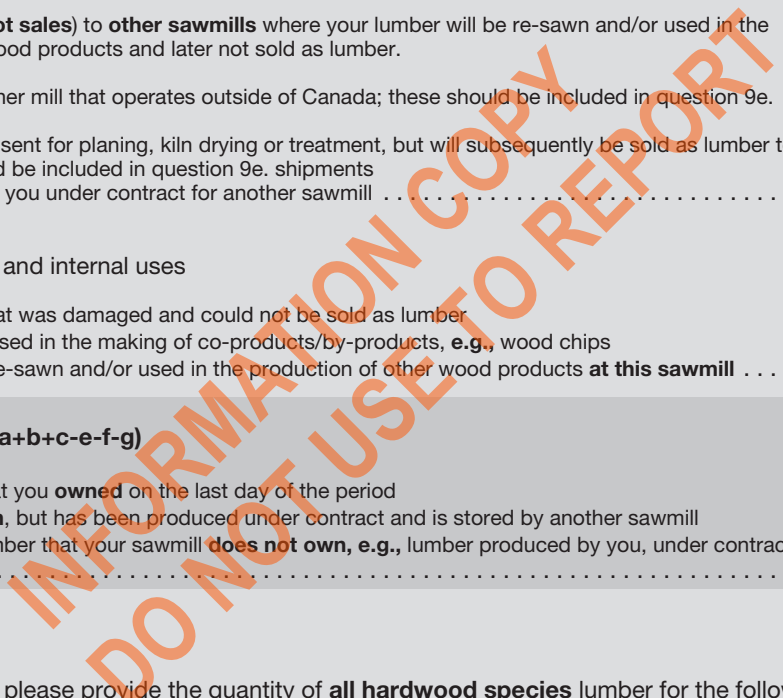 ot sales) to other sawmills where your lumber will be re-sawn and/or used in the
ood products and later not sold as lumber.
her mill that operates outside of Canada; these should be included in question 9e.
sent for planing, kiln drying or treatment, but will subsequently be sold as lumber t
d be included in question 9e. shipments
you under contract for another sawmill . . . . . . . . . . . . . . . . . . . . . . . . . . . . . .
and internal uses
at was damaged and could not be sold as lumber
sed in the making of co-products/by-products, e.g., wood chips
e-sawn and/or used in the production of other wood products at this sawmill . . .
a+b+c-e-f-g)
at you owned on the last day of the period
n, but has been produced under contract and is stored by another sawmill
nber that your sawmill does not own, e.g., lumber produced by you, under contrac
. . . . . . . . . . . . . . . . . . . . . . . . . . . . . . . . . . . . . . . . . . . . . . . . . . . . . . . . . . . .
please provide the quantity of all hardwood species lumber for the follow
INFORMATION COPY
DO NOT USE TO REPORT